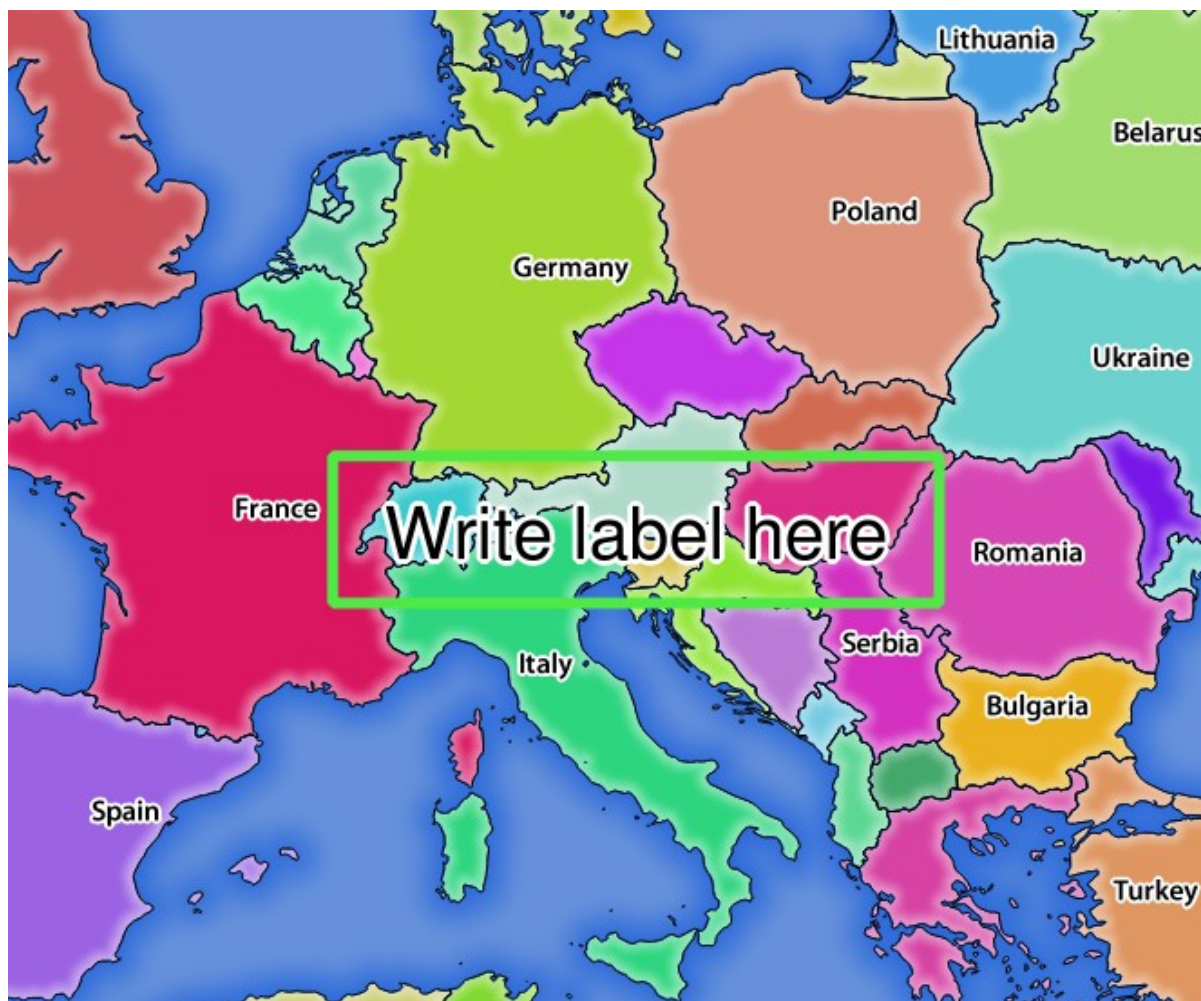 Lithuania
Belarus
Poland
Germany
Ukraine
France
Write label here
Romania
Serbia
Italy
Bulgaria
Spain
Turkey